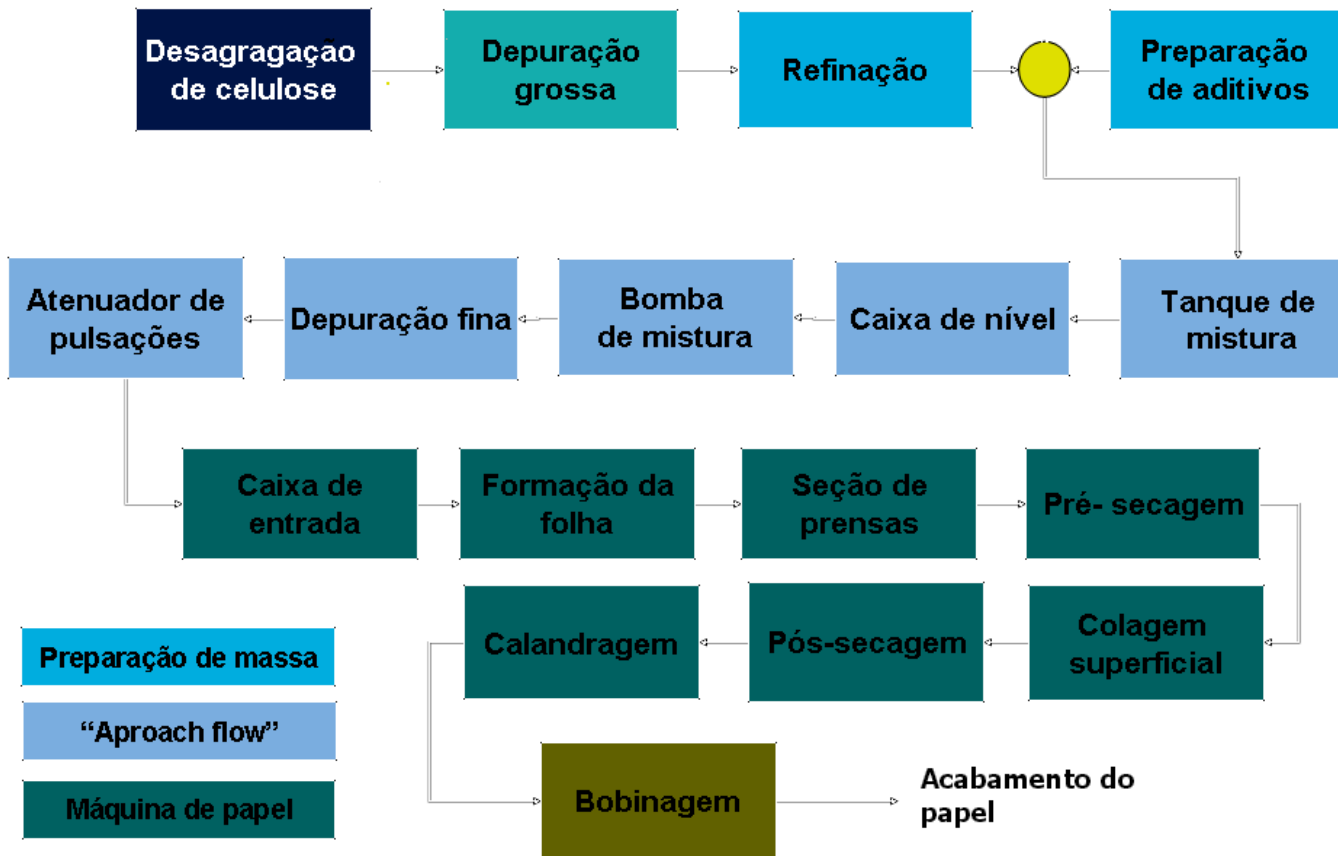 Desagragação
de celulose
Depuração
grossa
Refinação
Preparação
de aditivos
Atenuador de
pulsações
Depuração fina
Bomba
de mistura
Caixa de nível
Tanque de
mistura
Caixa de
entrada
Formação da
folha
Seção de
prensas
Pré- secagem
Calandragem
Pós-secagem
Colagem
superficial
Preparação de massa
“Aproach flow”
Máquina de papel
Bobinagem
Acabamento do
papel